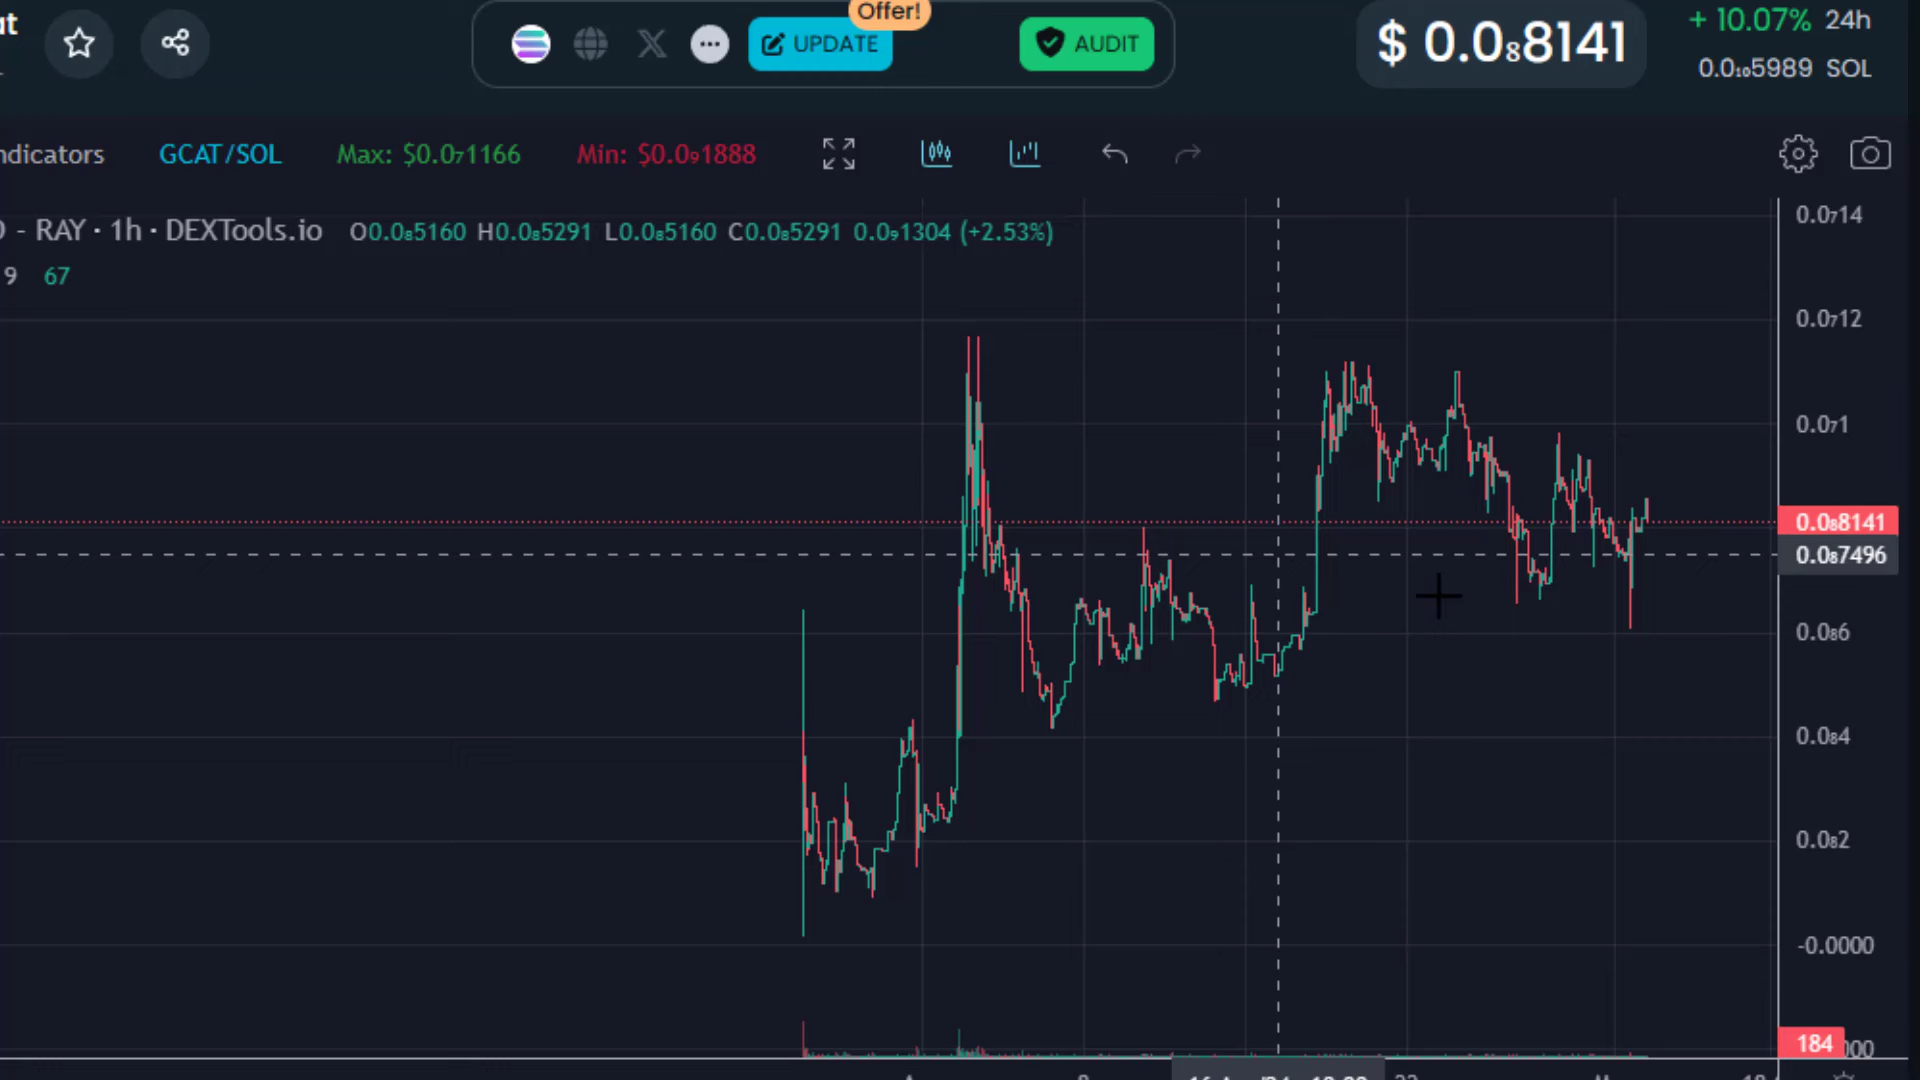 at
Offer!
UPDATE
AUDIT
$ 0.0₈8141
+ 10.07% 24h
0.0₁₀5989 SOL
ndicators GCAT/SOL Max: $0.0₇1166 Min: $0.0₉1888
- RAY · 1h · DEXTools.io O0.0₈5160 H0.0₈5291 L0.0₈5160 C0.0₈5291 0.0₉1304 (+2.53%)
9 67
0.0₇14
0.0₇12
0.0₇1
0.0₈8141
0.0₈7496
0.0₈6
0.0₈4
0.0₈2
-0.0000
184